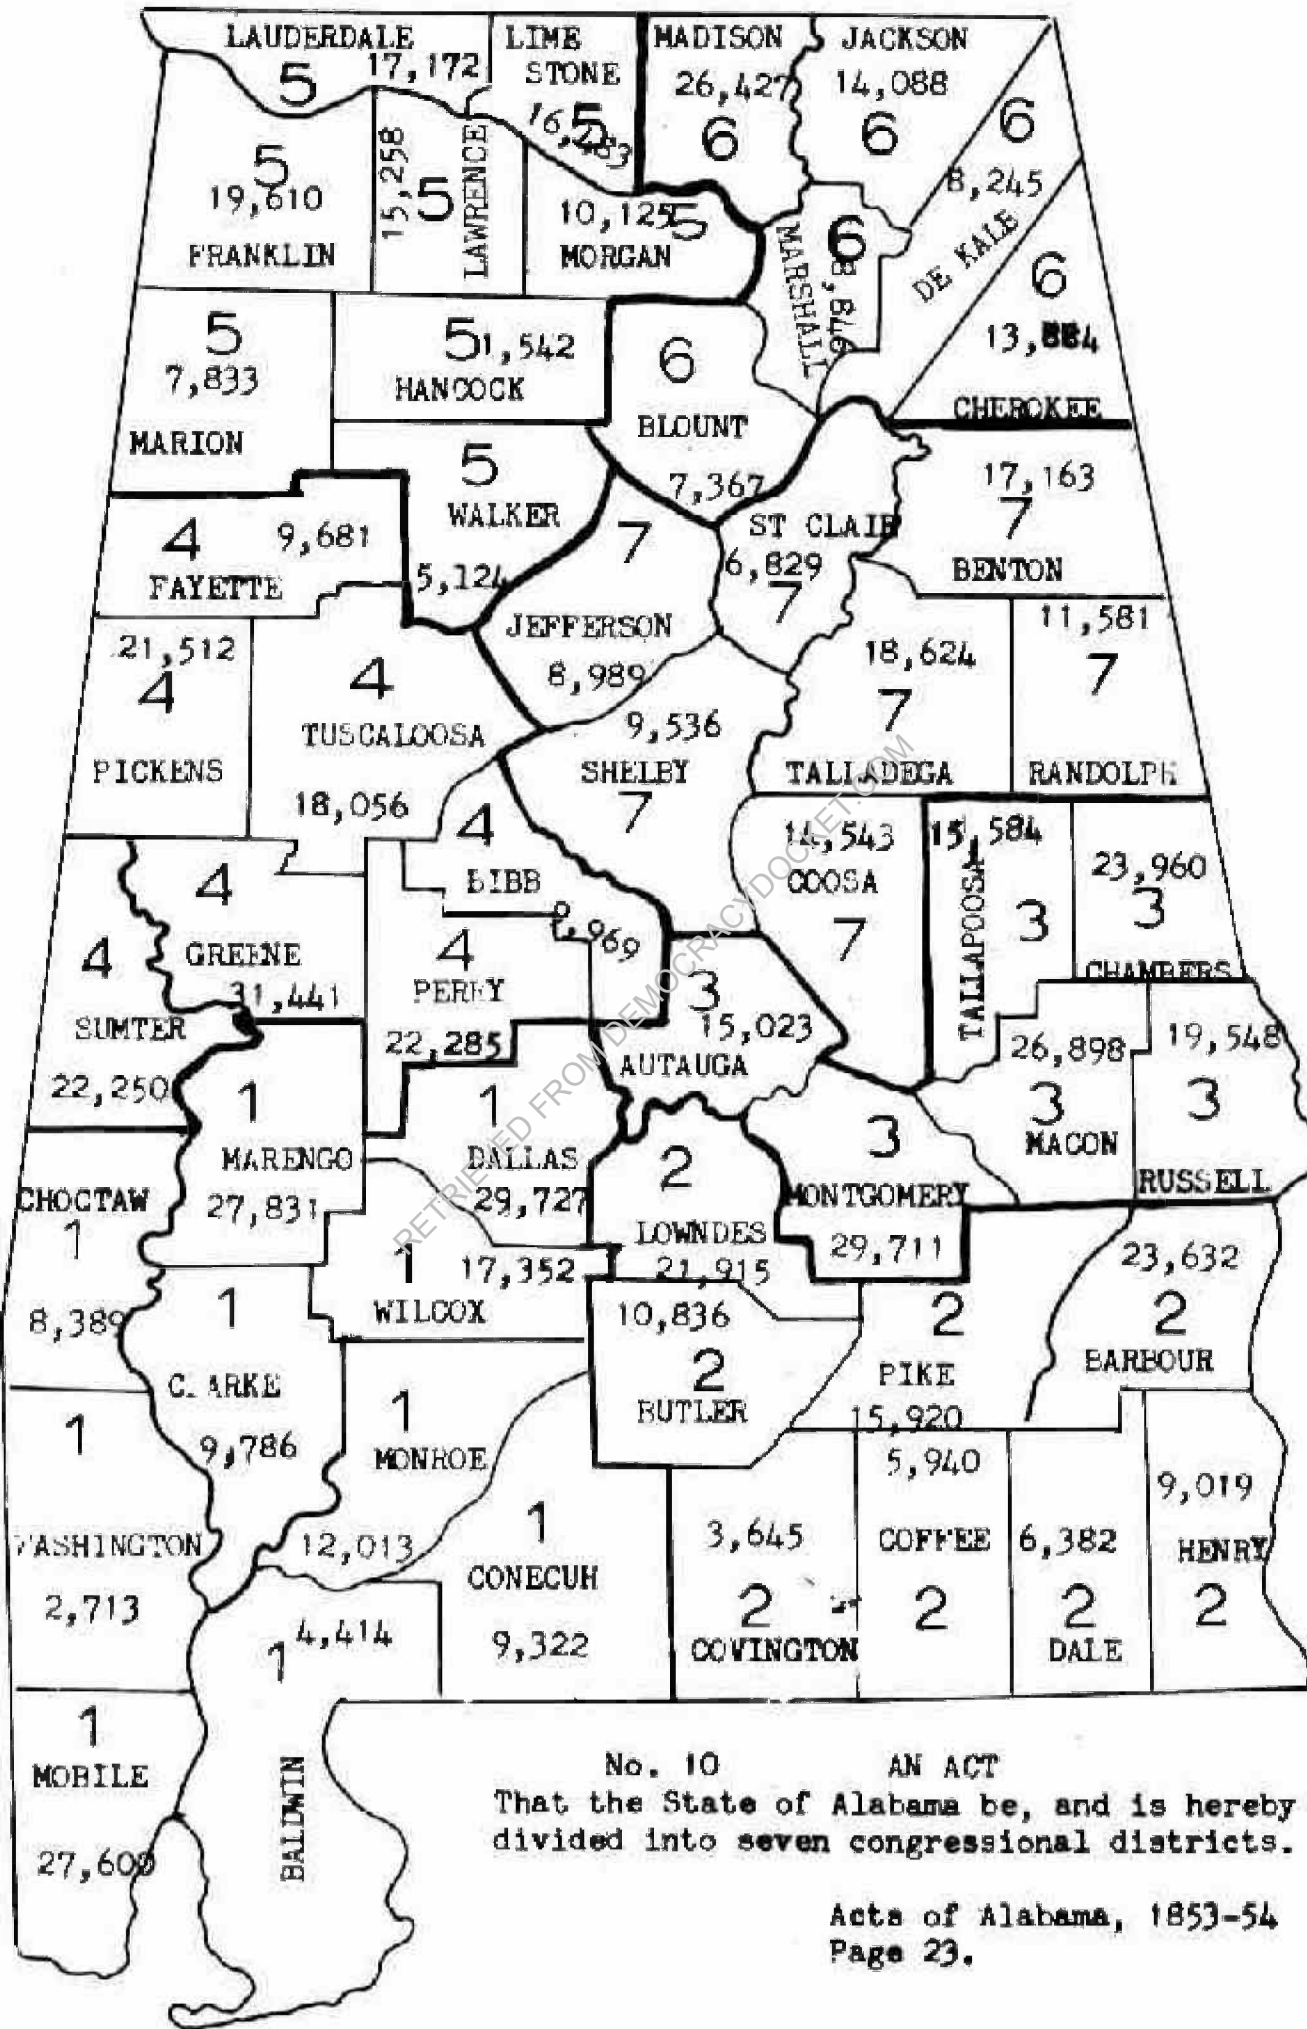 LAUDERDALE
5 17,172
LIME
STONE
5
MADISON
26,427
6
JACKSON
14,088
6
6
8,245
DE KALB
5
19,610
FRANKLIN
15,258
5
LAWRENCE
10,125 5
MORGAN
6
MARSHALL
6
CHEROKEE
5
7,833
MARION
5 1,542
HANCOCK
6
BLOUNT
7,367
5
WALKER
5,124
17,163
7
BENTON
4 9,681
FAYETTE
7
JEFFERSON
8,989
ST CLAIR
6,829
7
21,512
4
PICKENS
4
TUSCALOOSA
18,056
9,536
SHELBY
7
18,624
7
TALLADEGA
11,581
7
RANDOLPH
4
SUMTER
22,250
4
GREENE
31,441
4
BIBB
4
PERRY
22,285
3
15,023
AUTAUGA
14,543
COOSA
7
15,584
TALLAPOOSA
3
23,960
3
CHAMBERS
26,898
3
MACON
19,548
3
RUSSELL
1
MARENGO
27,831
1
DALLAS
29,727
2
LOWNDES
21,915
3
MONTGOMERY
29,711
CHOCTAW
1
8,389
1 17,352
WILCOX
1
CLARKE
9,786
10,836
2
BUTLER
2
PIKE
15,920
23,632
2
BARBOUR
1
WASHINGTON
2,713
1
MONROE
12,013
1
CONECUH
9,322
3,645
2
COVINGTON
5,940
COFFEE
2
6,382
2
DALE
9,019
HENRY
2
1
MOBILE
27,600
1 4,414
BALDWIN
No. 10 AN ACT
That the State of Alabama be, and is hereby
divided into seven congressional districts.
Acts of Alabama, 1853-54
Page 23.
RETRIEVED FROM DEMOCRACYDOCKET.COM